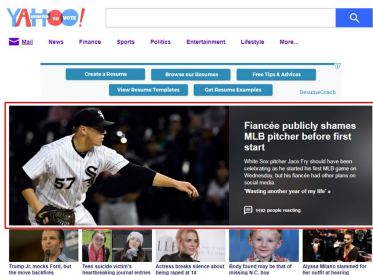 YAHOO!
Mail
News
Finance
Sports
Politics
Entertainment
Lifestyle
More...
Create a Resume
Browse our Resumes
Free Tips & Advices
View Resume Templates
Get Resume Examples
ResumeCoach
Fiancée publicly shames
MLB pitcher before first
start
White Sox pitcher Jace Fry should have been
celebrating as he started his first MLB game on
Wednesday, but his fiancée had other plans on
social media.
'Wasting another year of my life' »
people reacting
57
Trump Jr. mocks Ford, but
the move backfires
Teen suicide victim's
heartbreaking journal entries
Actress breaks silence about
being raped at 14
Body found may be that of
missing N.C. boy
Alyssa Milano slammed for
her outfit at hearing